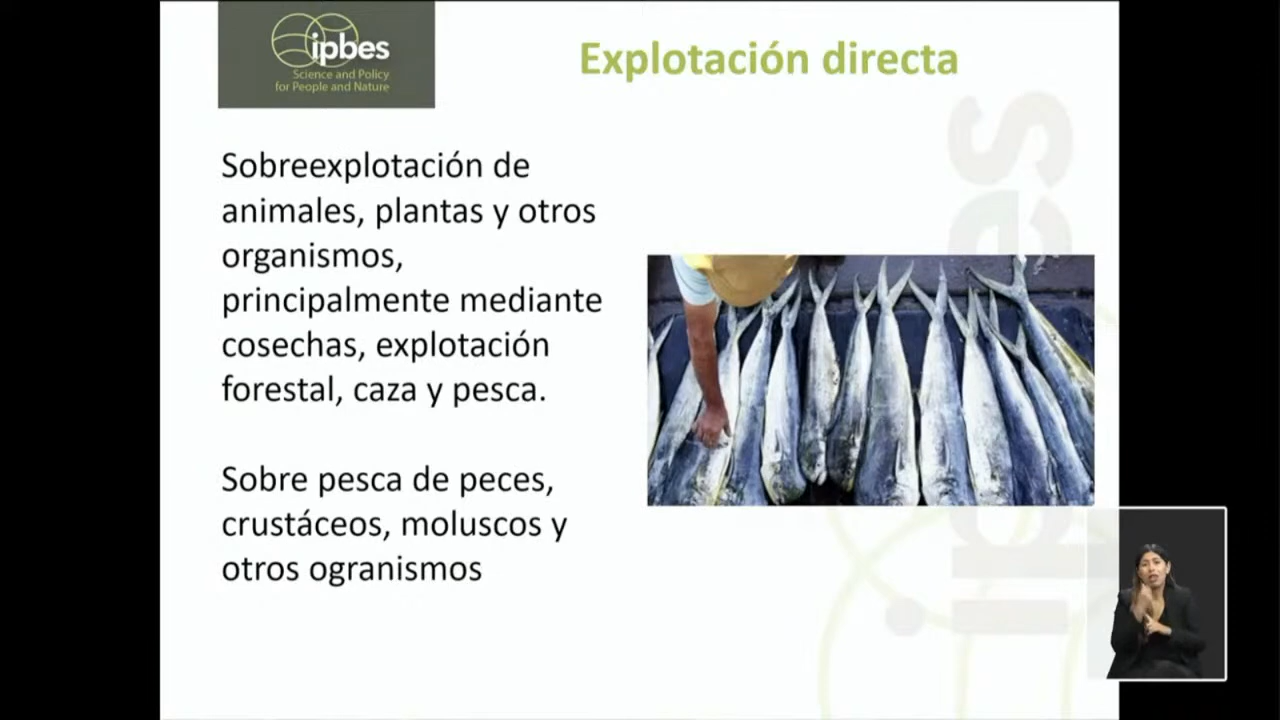 ipbes
Science and Policy
for People and Nature
Explotación directa
Sobreexplotación de
animales, plantas y otros
organismos,
principalmente mediante
cosechas, explotación
forestal, caza y pesca.
Sobre pesca de peces,
crustáceos, moluscos y
otros ogranismos
ipbes